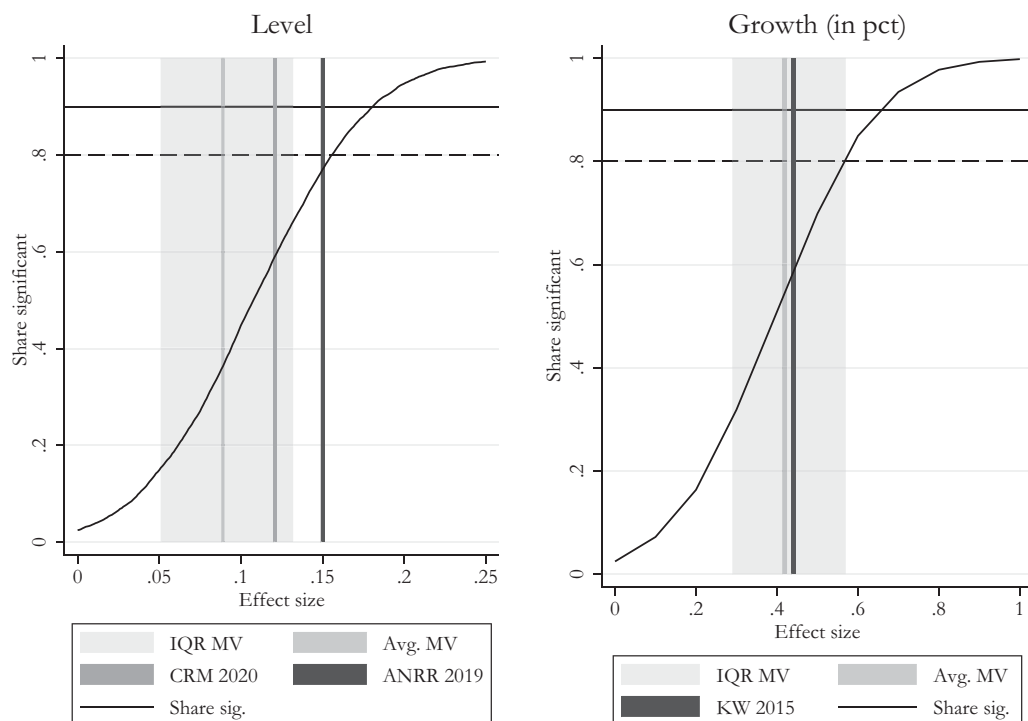 Level
Share significant
0 .2 .4 .6 .8 1
0 .05 .1 .15 .2 .25
Effect size
IQR MV Avg. MV
CRM 2020 ANRR 2019
Share sig.
Growth (in pct)
Share significant
0 .2 .4 .6 .8 1
0 .2 .4 .6 .8 1
Effect size
IQR MV Avg. MV
KW 2015 Share sig.